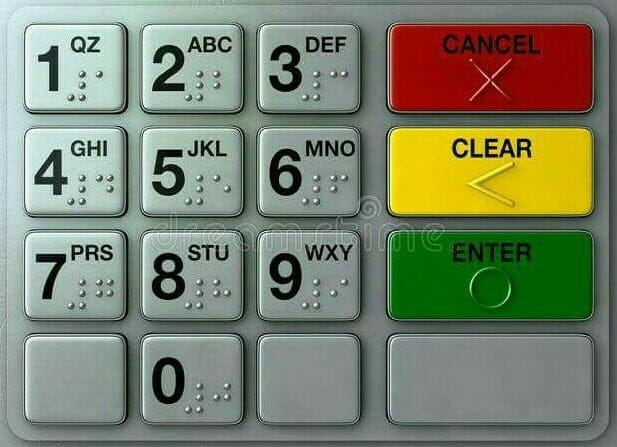 1 QZ 2 ABC 3 DEF CANCEL
4 GHI 5 JKL 6 MNO CLEAR
7 PRS 8 STU 9 WXY ENTER
0
dreamstime